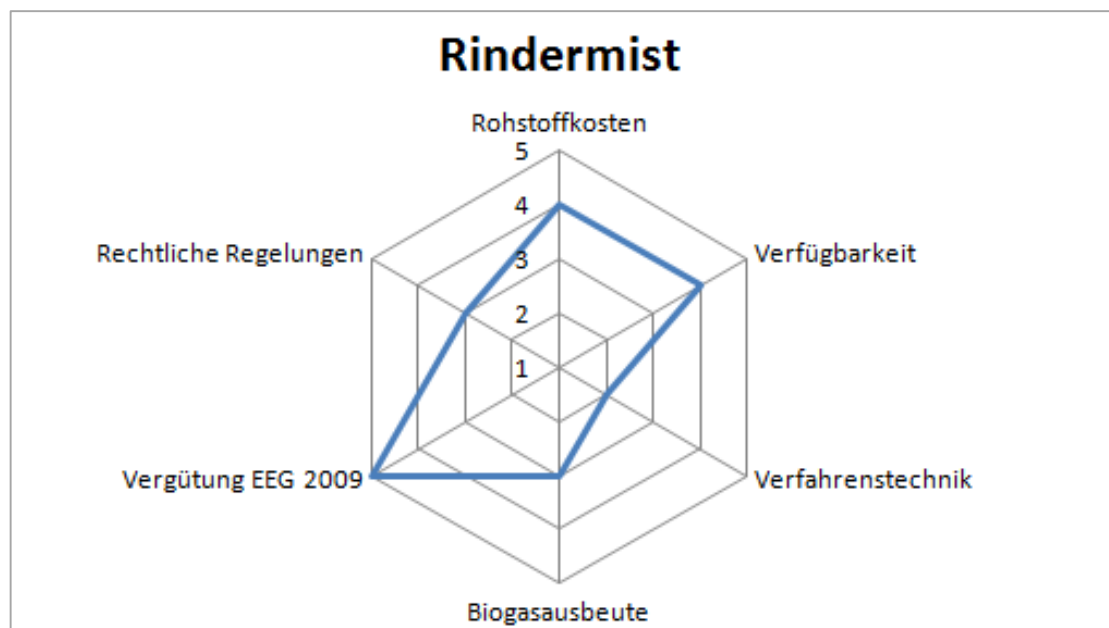 Rindermist
Rohstoffkosten
5
4
Rechtliche Regelungen
3
Verfügbarkeit
2
1
Vergütung EEG 2009
Verfahrenstechnik
Biogasausbeute